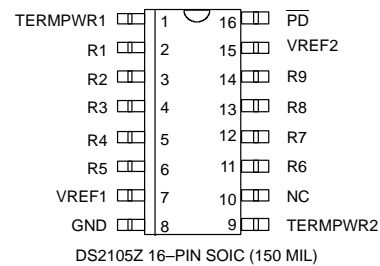 TERMPWR1 1 16 PD
R1 2 15 VREF2
R2 3 14 R9
R3 4 13 R8
R4 5 12 R7
R5 6 11 R6
VREF1 7 10 NC
GND 8 9 TERMPWR2
DS2105Z 16–PIN SOIC (150 MIL)